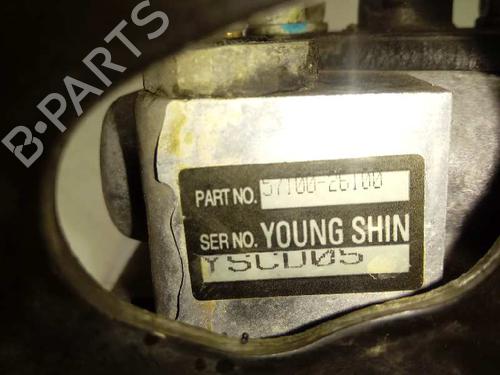 B-PARTS
PART NO. 57100-26100
SER NO. YOUNG SHIN
YSCD05